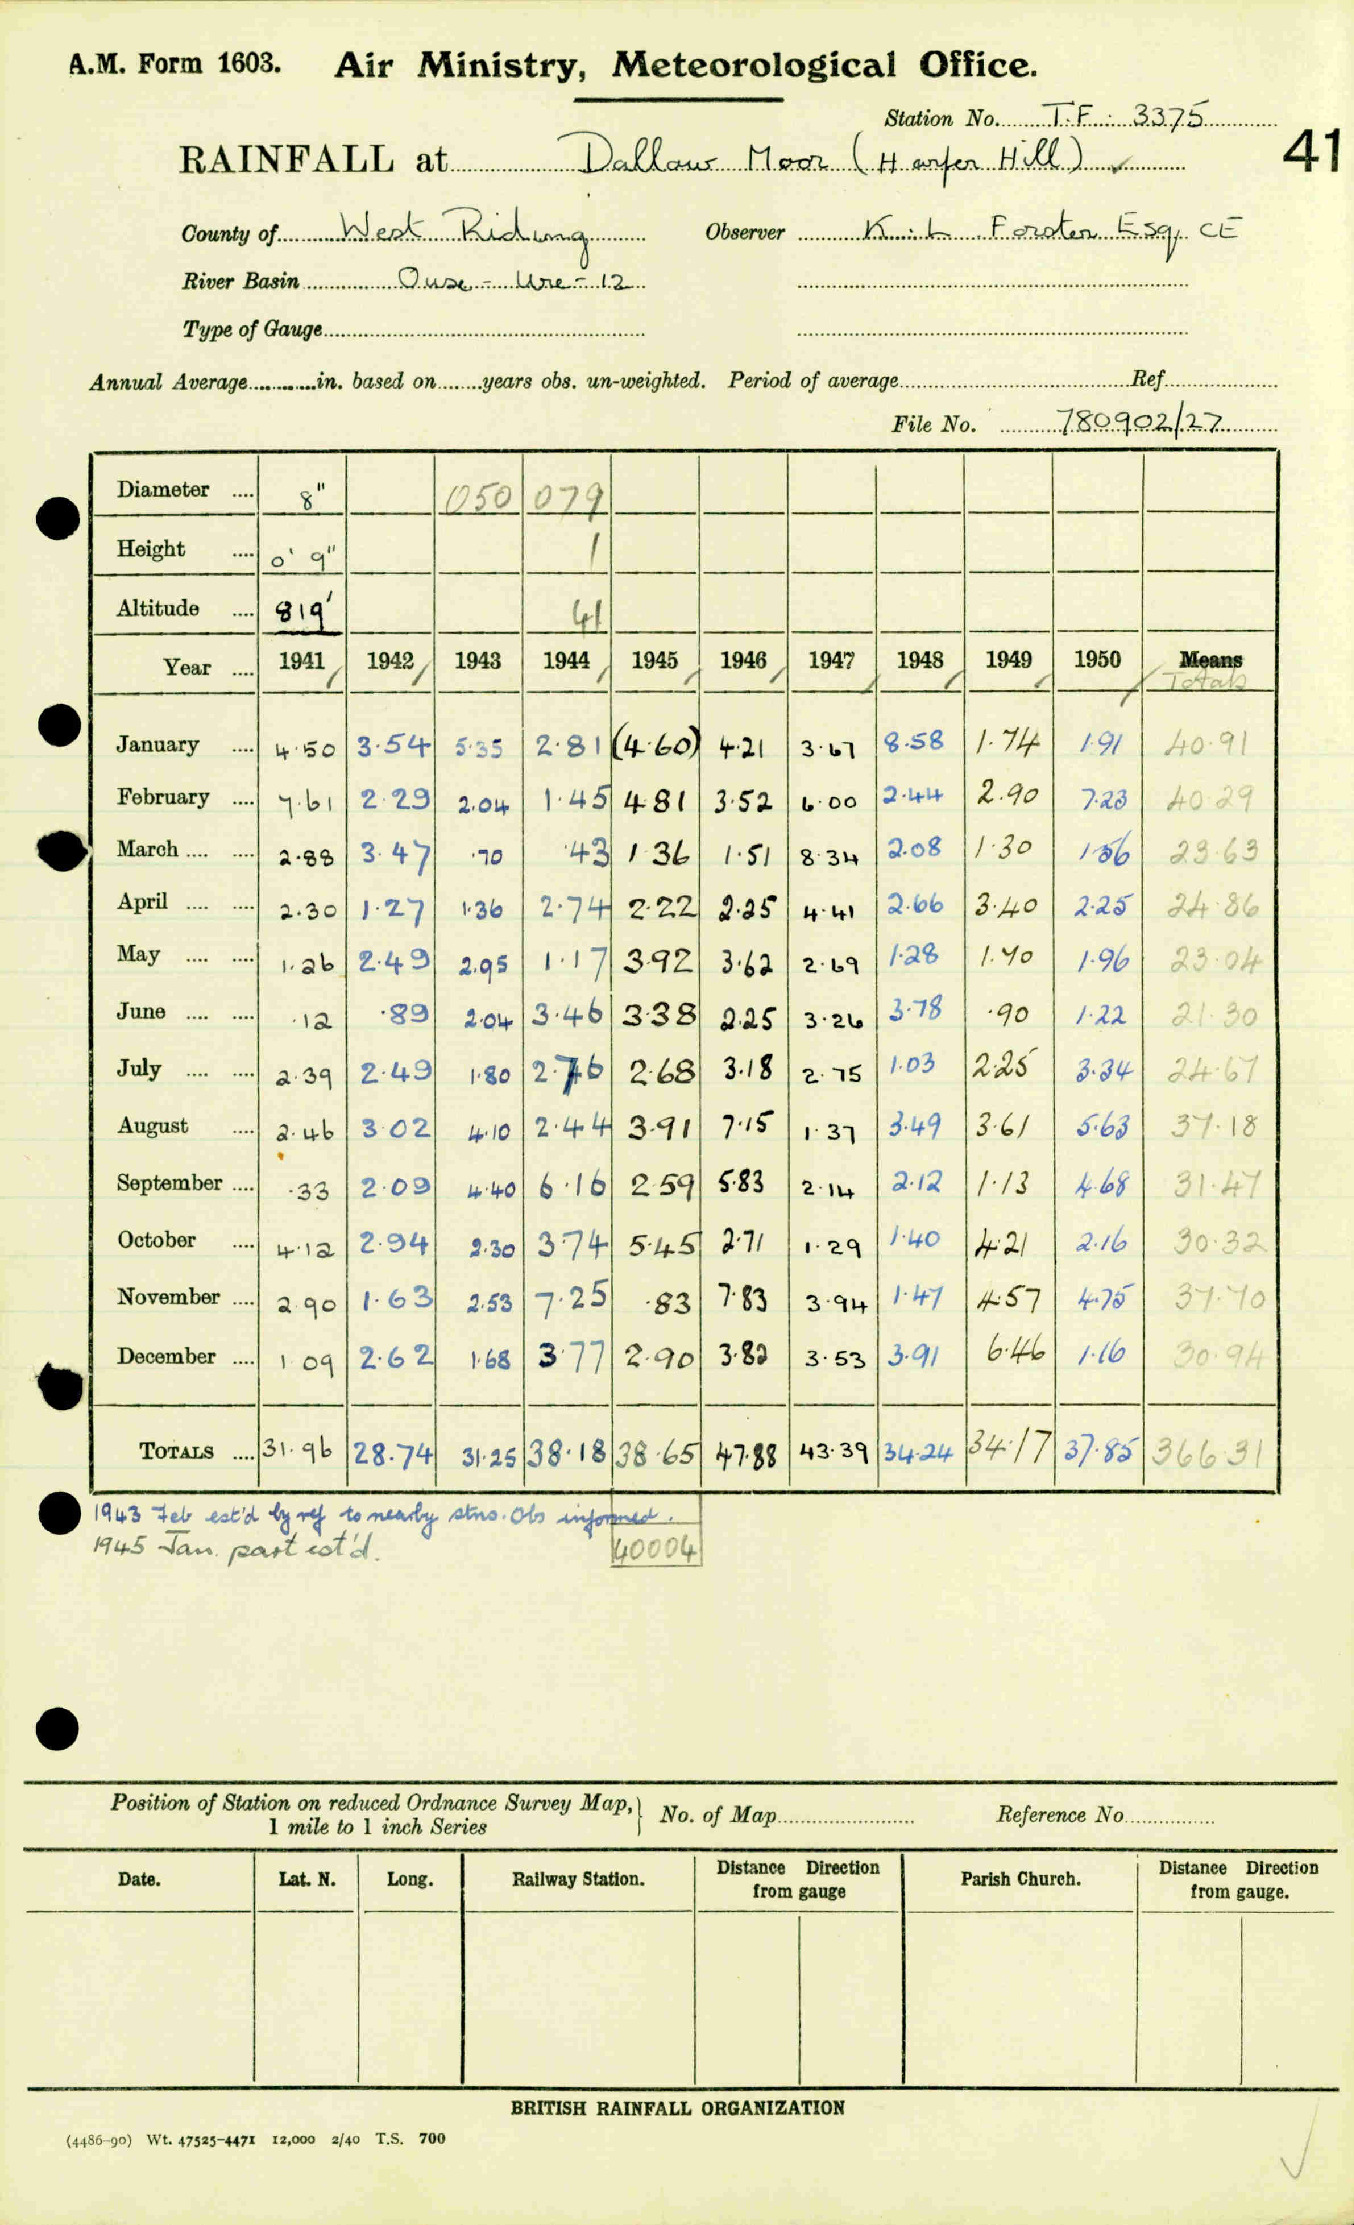 A.M. Form 1603. Air Ministry, Meteorological Office.
Station No. T.F. 3375
41
RAINFALL at Dallow Moor (Harper Hill) ✓
County of West Riding Observer K. L. Forster Esq, CE
River Basin Ouse - Ure - 12
Type of Gauge
Annual Average in. based on years obs. un-weighted. Period of average Ref.
File No. 780902/27
Diameter .... 8" 050 079
Height .... 0' 9" 1
Altitude .... 819' 41
Year .... 1941 1942 1943 1944 1945 1946 1947 1948 1949 1950 Means
Totals
January .... 4.50 3.54 5.35 2.81 (4.60) 4.21 3.67 8.58 1.74 1.91 40.91
February .... 7.61 2.29 2.04 1.45 4.81 3.52 6.00 2.44 2.90 7.23 40.29
March .... .... 2.88 3.47 .70 .43 1.36 1.51 8.34 2.08 1.30 1.56 23.63
April .... .... 2.30 1.27 1.36 2.74 2.22 2.25 4.41 2.66 3.40 2.25 24.86
May .... .... 1.26 2.49 2.95 1.17 3.92 3.62 2.69 1.28 1.70 1.96 23.04
June .... .... .12 .89 2.04 3.46 3.38 2.25 3.26 3.78 .90 1.22 21.30
July .... .... 2.39 2.49 1.80 2.76 2.68 3.18 2.75 1.03 2.25 3.34 24.67
August .... 2.46 3.02 4.10 2.44 3.91 7.15 1.37 3.49 3.61 5.63 37.18
September .... .33 2.09 4.40 6.16 2.59 5.83 2.14 2.12 1.13 4.68 31.47
October .... 4.12 2.94 2.30 3.74 5.45 2.71 1.29 1.40 4.21 2.16 30.32
November .... 2.90 1.63 2.53 7.25 .83 7.83 3.94 1.47 4.57 4.75 37.70
December .... 1.09 2.62 1.68 3.77 2.90 3.82 3.53 3.91 6.46 1.16 30.94
TOTALS .... 31.96 28.74 31.25 38.18 38.65 47.88 43.39 34.24 34.17 37.85 366.31
1943 Feb est'd by ref to nearby stns. Obs informed.
1945 Jan. part est'd. 40004
Position of Station on reduced Ordnance Survey Map, } No. of Map Reference No.
1 mile to 1 inch Series
Date. Lat. N. Long. Railway Station. Distance Direction from gauge Parish Church. Distance Direction from gauge.
BRITISH RAINFALL ORGANIZATION
(4486-90) Wt. 47525-4471 12,000 2/40 T.S. 700